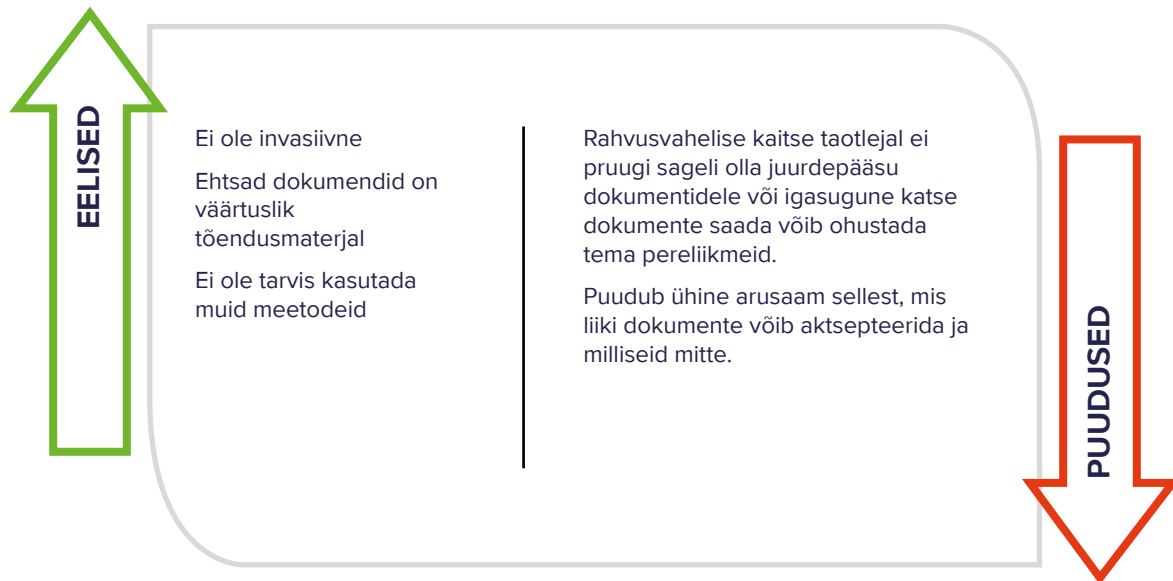 EELISED
Ei ole invasiivne
Ehtsad dokumendid on
väärtuslik
tõendusmaterjal
Ei ole tarvis kasutada
muid meetodeid
Rahvusvahelise kaitse taotlejal ei
pruugi sageli olla juurdepääsu
dokumentidele või igasugune katse
dokumente saada võib ohustada
tema pereliikmeid.
Puudub ühine arusaam sellest, mis
liiki dokumente võib aktsepteerida ja
milliseid mitte.
PUUDUSED